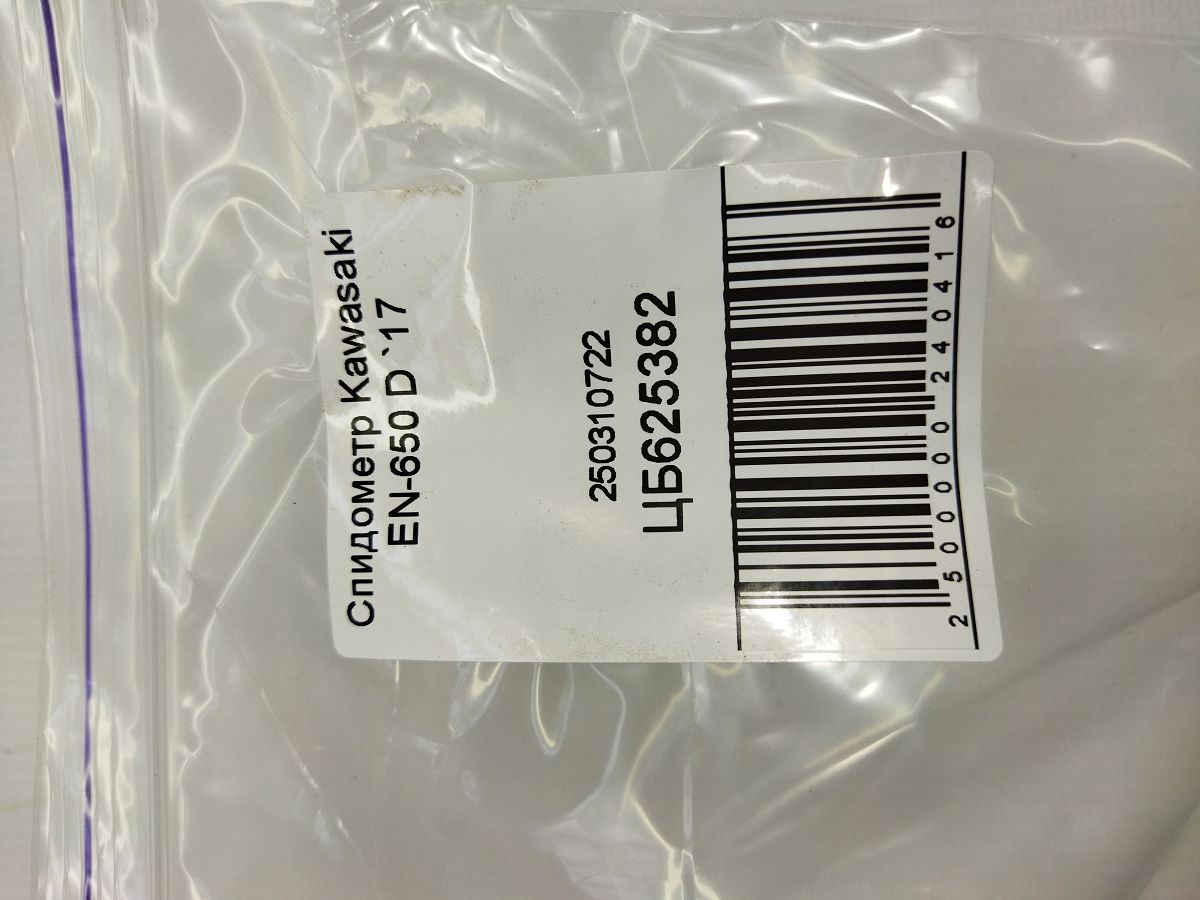 Спидометр Kawasaki
EN-650 D `17
250310722
ЦБ625382
2500000240416